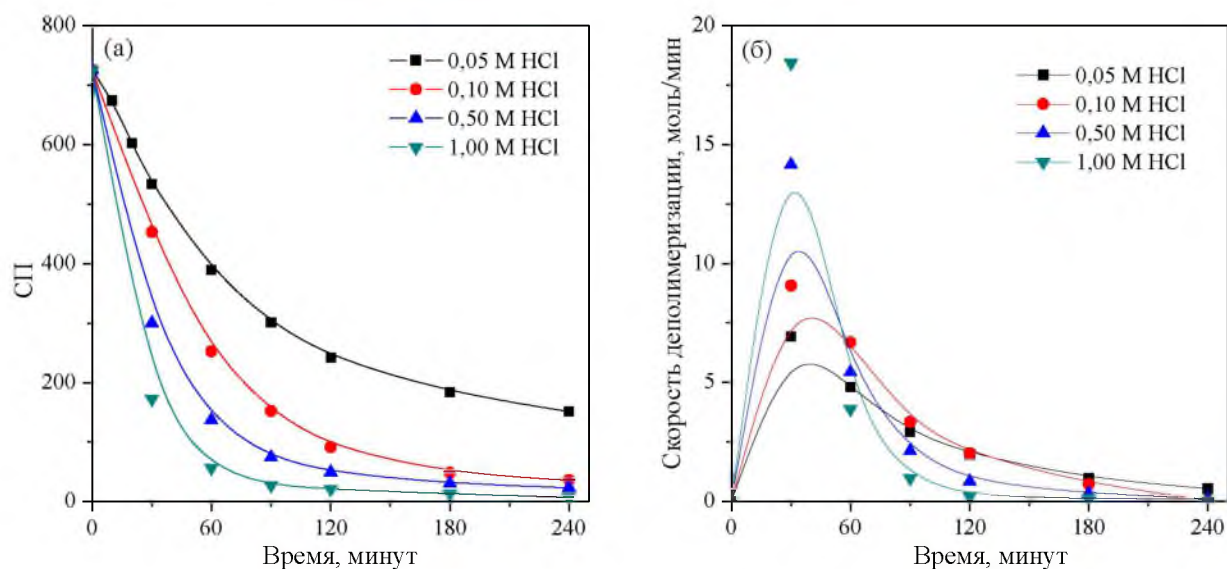 (а)
0,05 M HCl
0,10 M HCl
0,50 M HCl
1,00 M HCl
800
600
400
200
0
СП
0 60 120 180 240
Время, минут
(б)
0,05 M HCl
0,10 M HCl
0,50 M HCl
1,00 M HCl
20
15
10
5
0
Скорость деполимеризации, моль/мин
0 60 120 180 240
Время, минут